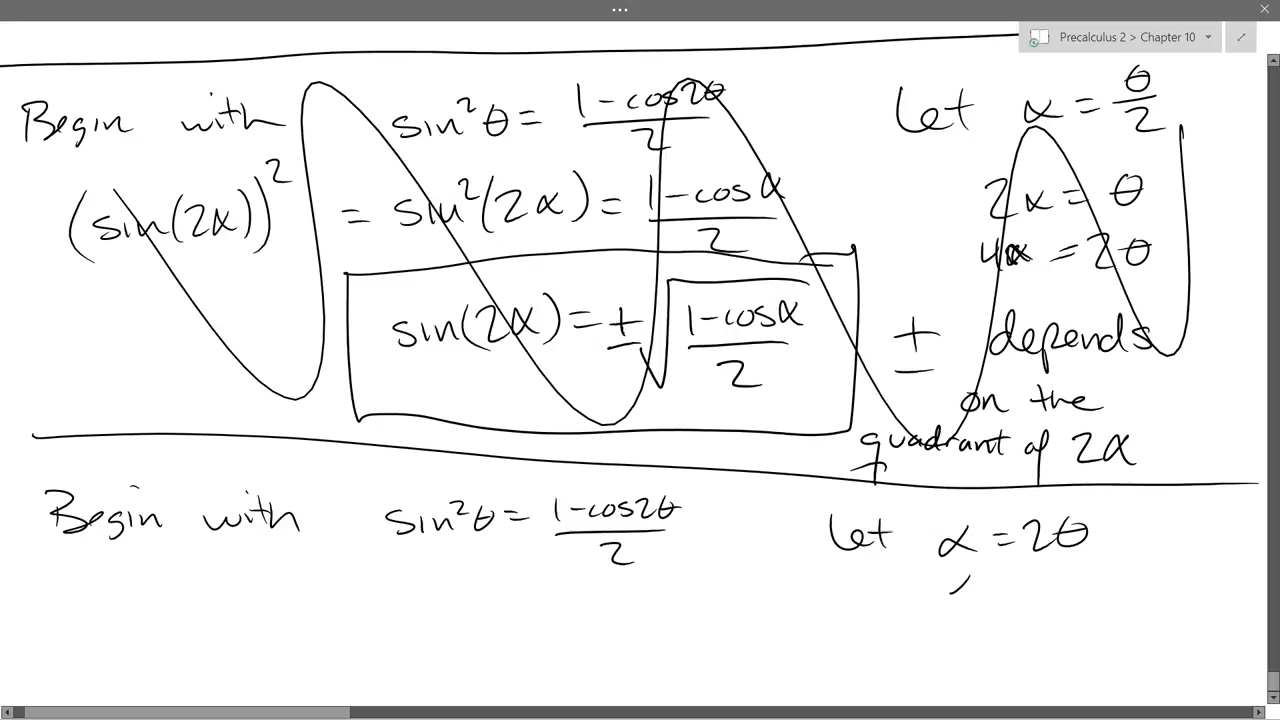 Precalculus 2 > Chapter 10
Begin with sin²θ = (1-cos2θ)/2 Let α = θ/2
(sin(2α))² = sin²(2α) = (1-cosα)/2 2α = θ
4α = 2θ
sin(2α) = ±√((1-cosα)/2) ± depends
on the
quadrant of 2α
Begin with sin²θ = (1-cos2θ)/2 Let α = 2θ